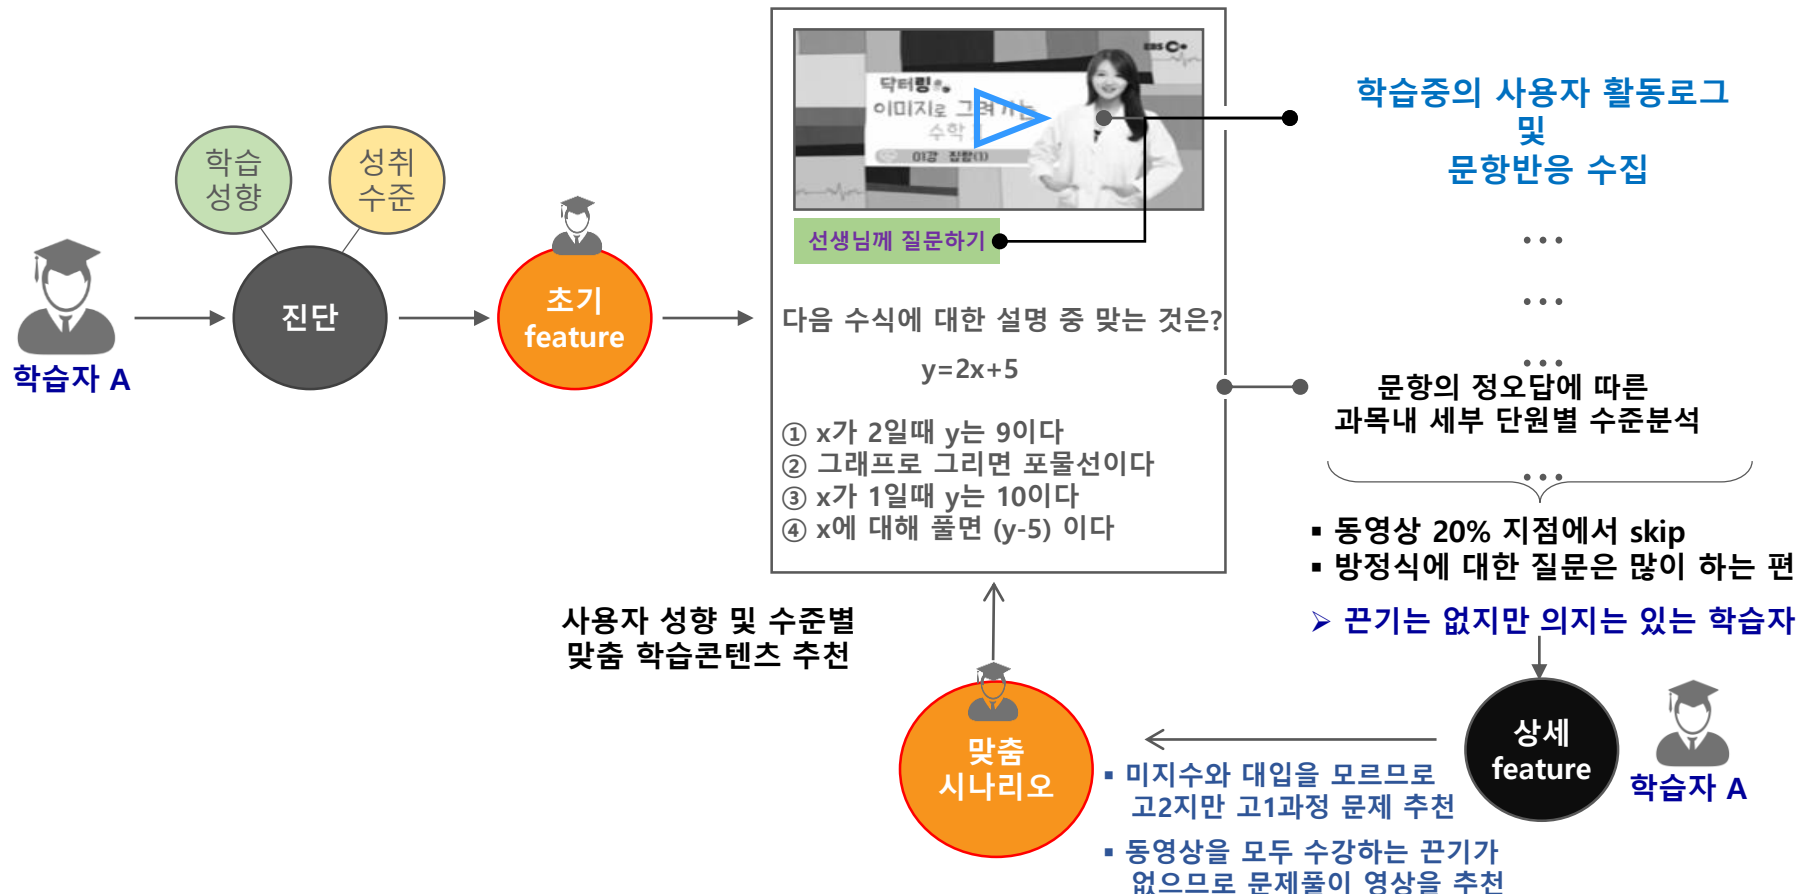 학습
성향
성취
수준
진단
학습자 A
초기
feature
EBS
닥터링
이미지로 그려가는
수학
01강 집합(1)
선생님께 질문하기
다음 수식에 대한 설명 중 맞는 것은?
y=2x+5
① x가 2일때 y는 9이다
② 그래프로 그리면 포물선이다
③ x가 1일때 y는 10이다
④ x에 대해 풀면 (y-5) 이다
학습중의 사용자 활동로그
및
문항반응 수집
...
...
...
문항의 정오답에 따른
과목내 세부 단원별 수준분석
...
▪ 동영상 20% 지점에서 skip
▪ 방정식에 대한 질문은 많이 하는 편
➢ 끈기는 없지만 의지는 있는 학습자
상세
feature
학습자 A
▪ 미지수와 대입을 모르므로
고2지만 고1과정 문제 추천
▪ 동영상을 모두 수강하는 끈기가
없으므로 문제풀이 영상을 추천
맞춤
시나리오
사용자 성향 및 수준별
맞춤 학습콘텐츠 추천